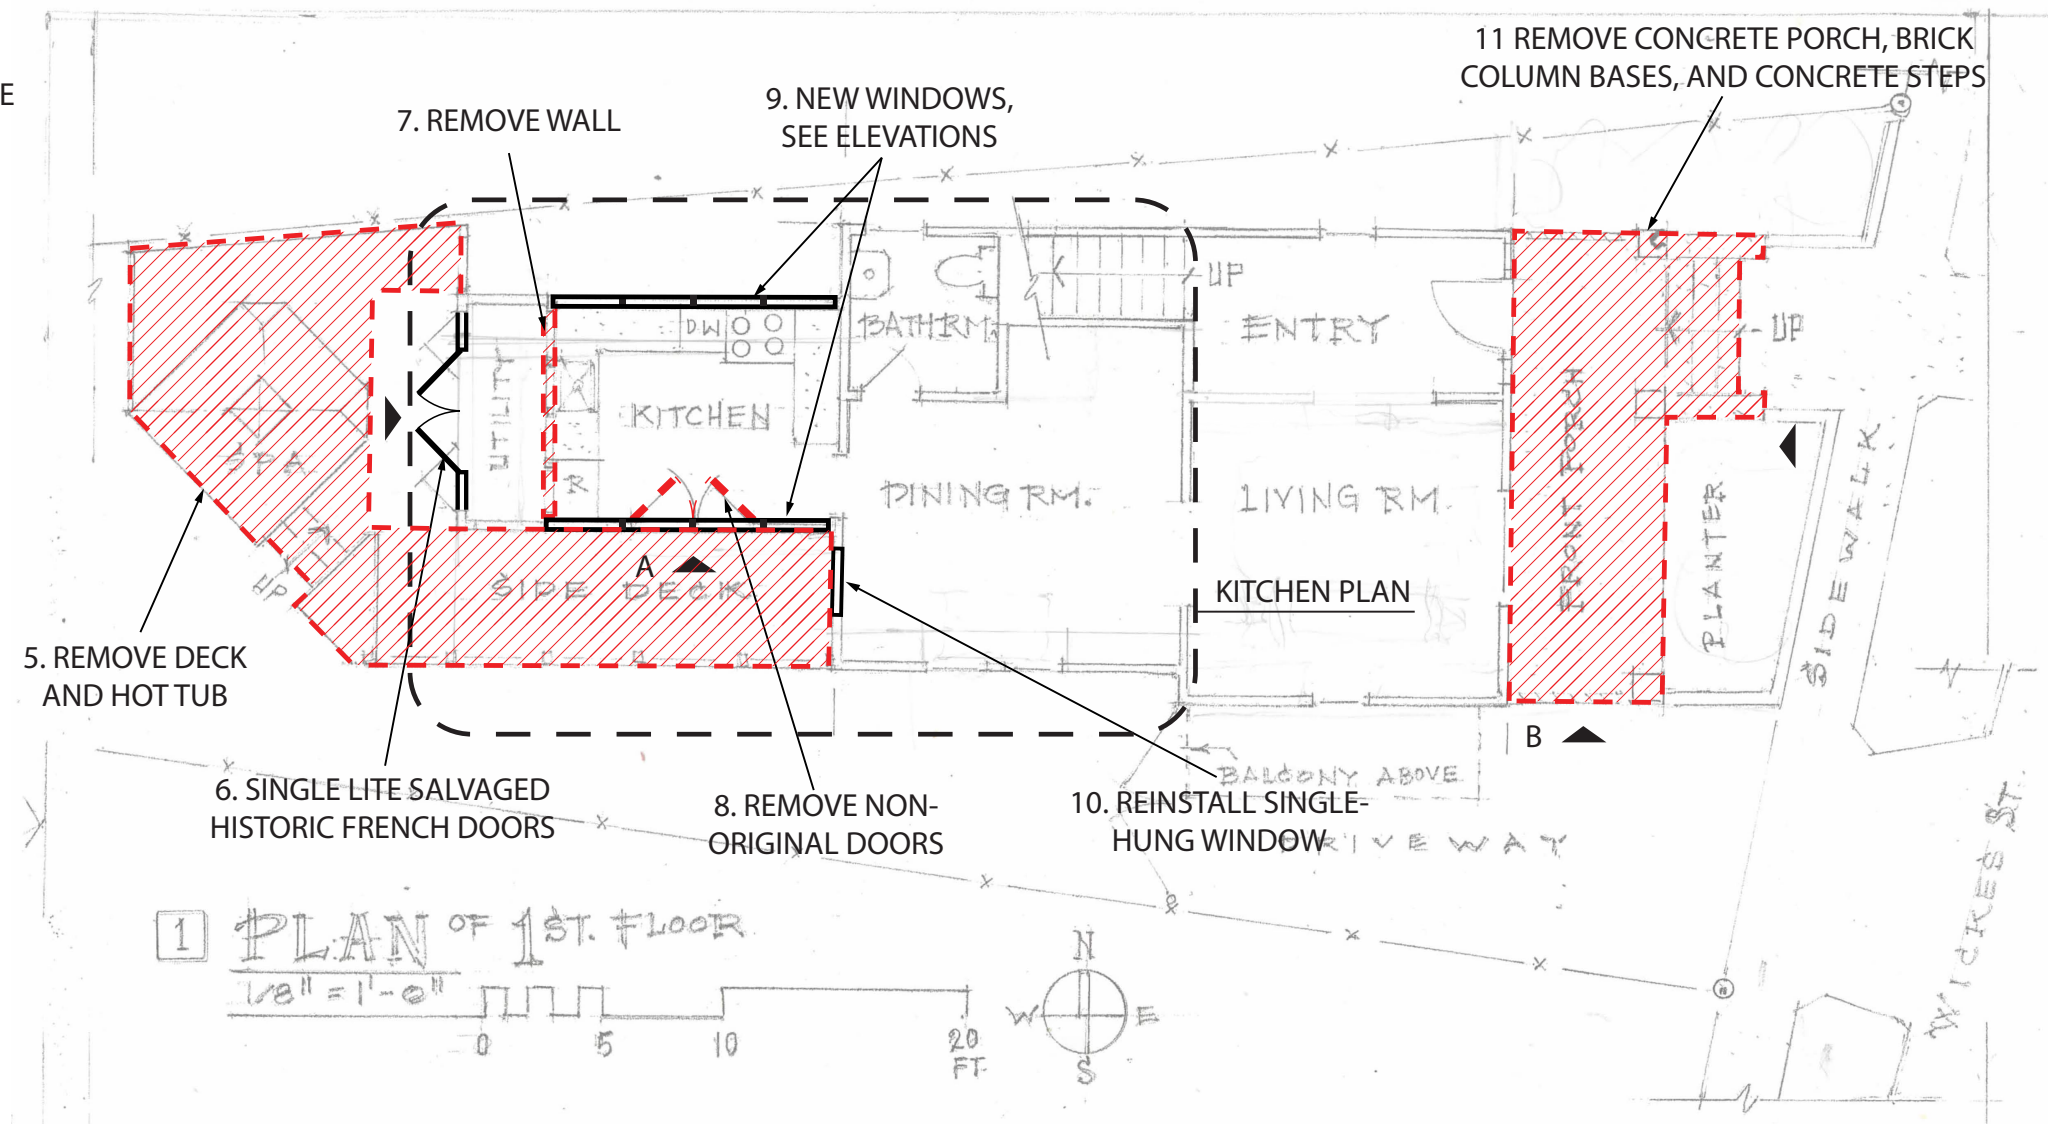 11 REMOVE CONCRETE PORCH, BRICK
COLUMN BASES, AND CONCRETE STEPS
E
9. NEW WINDOWS,
SEE ELEVATIONS
7. REMOVE WALL
UP
DW
BATHRM.
ENTRY
UP
UTILITY
KITCHEN
FRONT PORCH
SPA
R
DINING RM.
LIVING RM.
PLANTER
SIDEWALK
A
SIDE DECK
UP
KITCHEN PLAN
5. REMOVE DECK
AND HOT TUB
B
BALCONY ABOVE
6. SINGLE LITE SALVAGED
HISTORIC FRENCH DOORS
8. REMOVE NON-
ORIGINAL DOORS
10. REINSTALL SINGLE-
HUNG WINDOW
DRIVEWAY
WICKES ST.
1 PLAN OF 1ST. FLOOR
1/8" = 1'-0"
0 5 10 20
FT.
N
W E
S